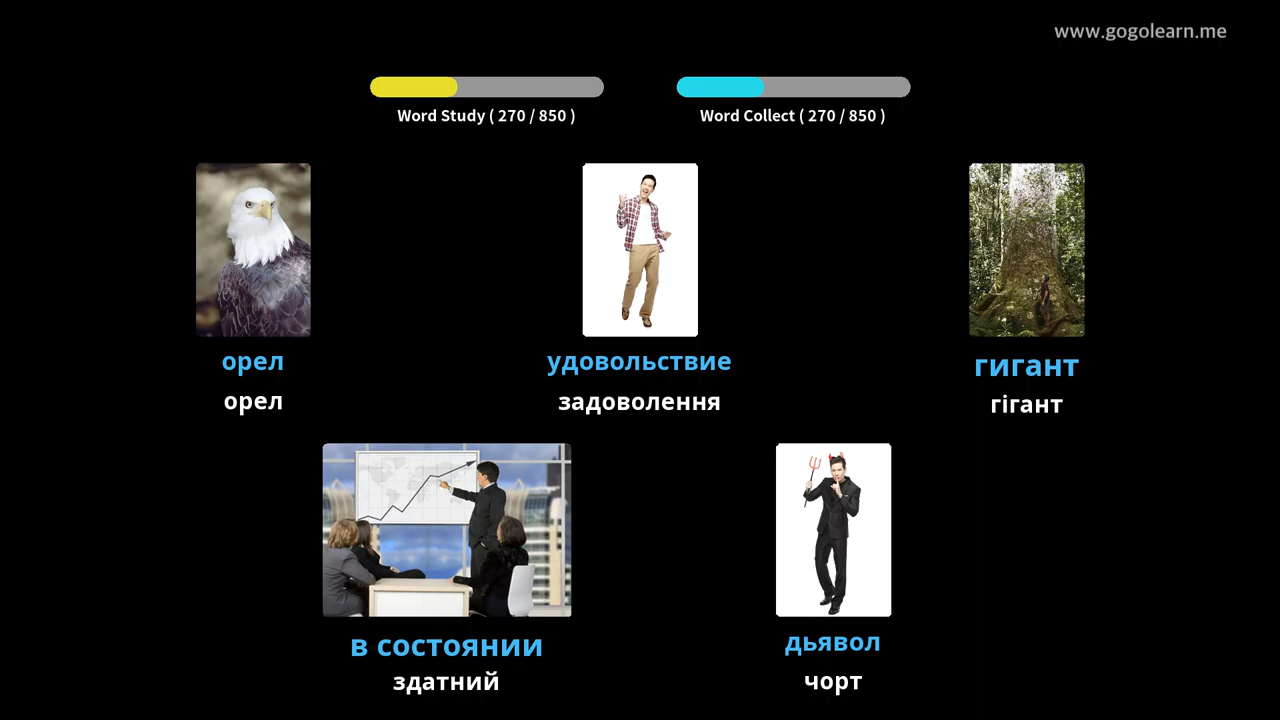 www.gogolearn.me
Word Study ( 270 / 850 )
Word Collect ( 270 / 850 )
орел
удовольствие
гигант
орел
задоволення
гігант
в состоянии
дьявол
здатний
чорт